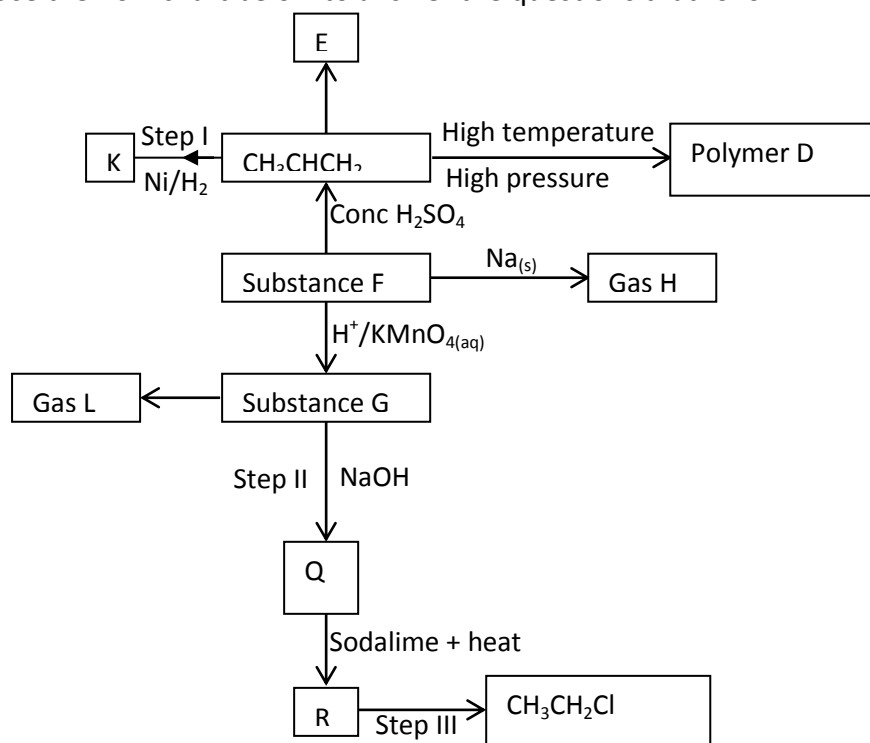 E
Step I
High temperature
K
CH₃CHCH₂
Polymer D
Ni/H₂
High pressure
Conc H₂SO₄
Na₍ₛ₎
Substance F
Gas H
H⁺/KMnO₄₍aq₎
Gas L
Substance G
Step II
NaOH
Q
Sodalime + heat
R
Step III
CH₃CH₂Cl